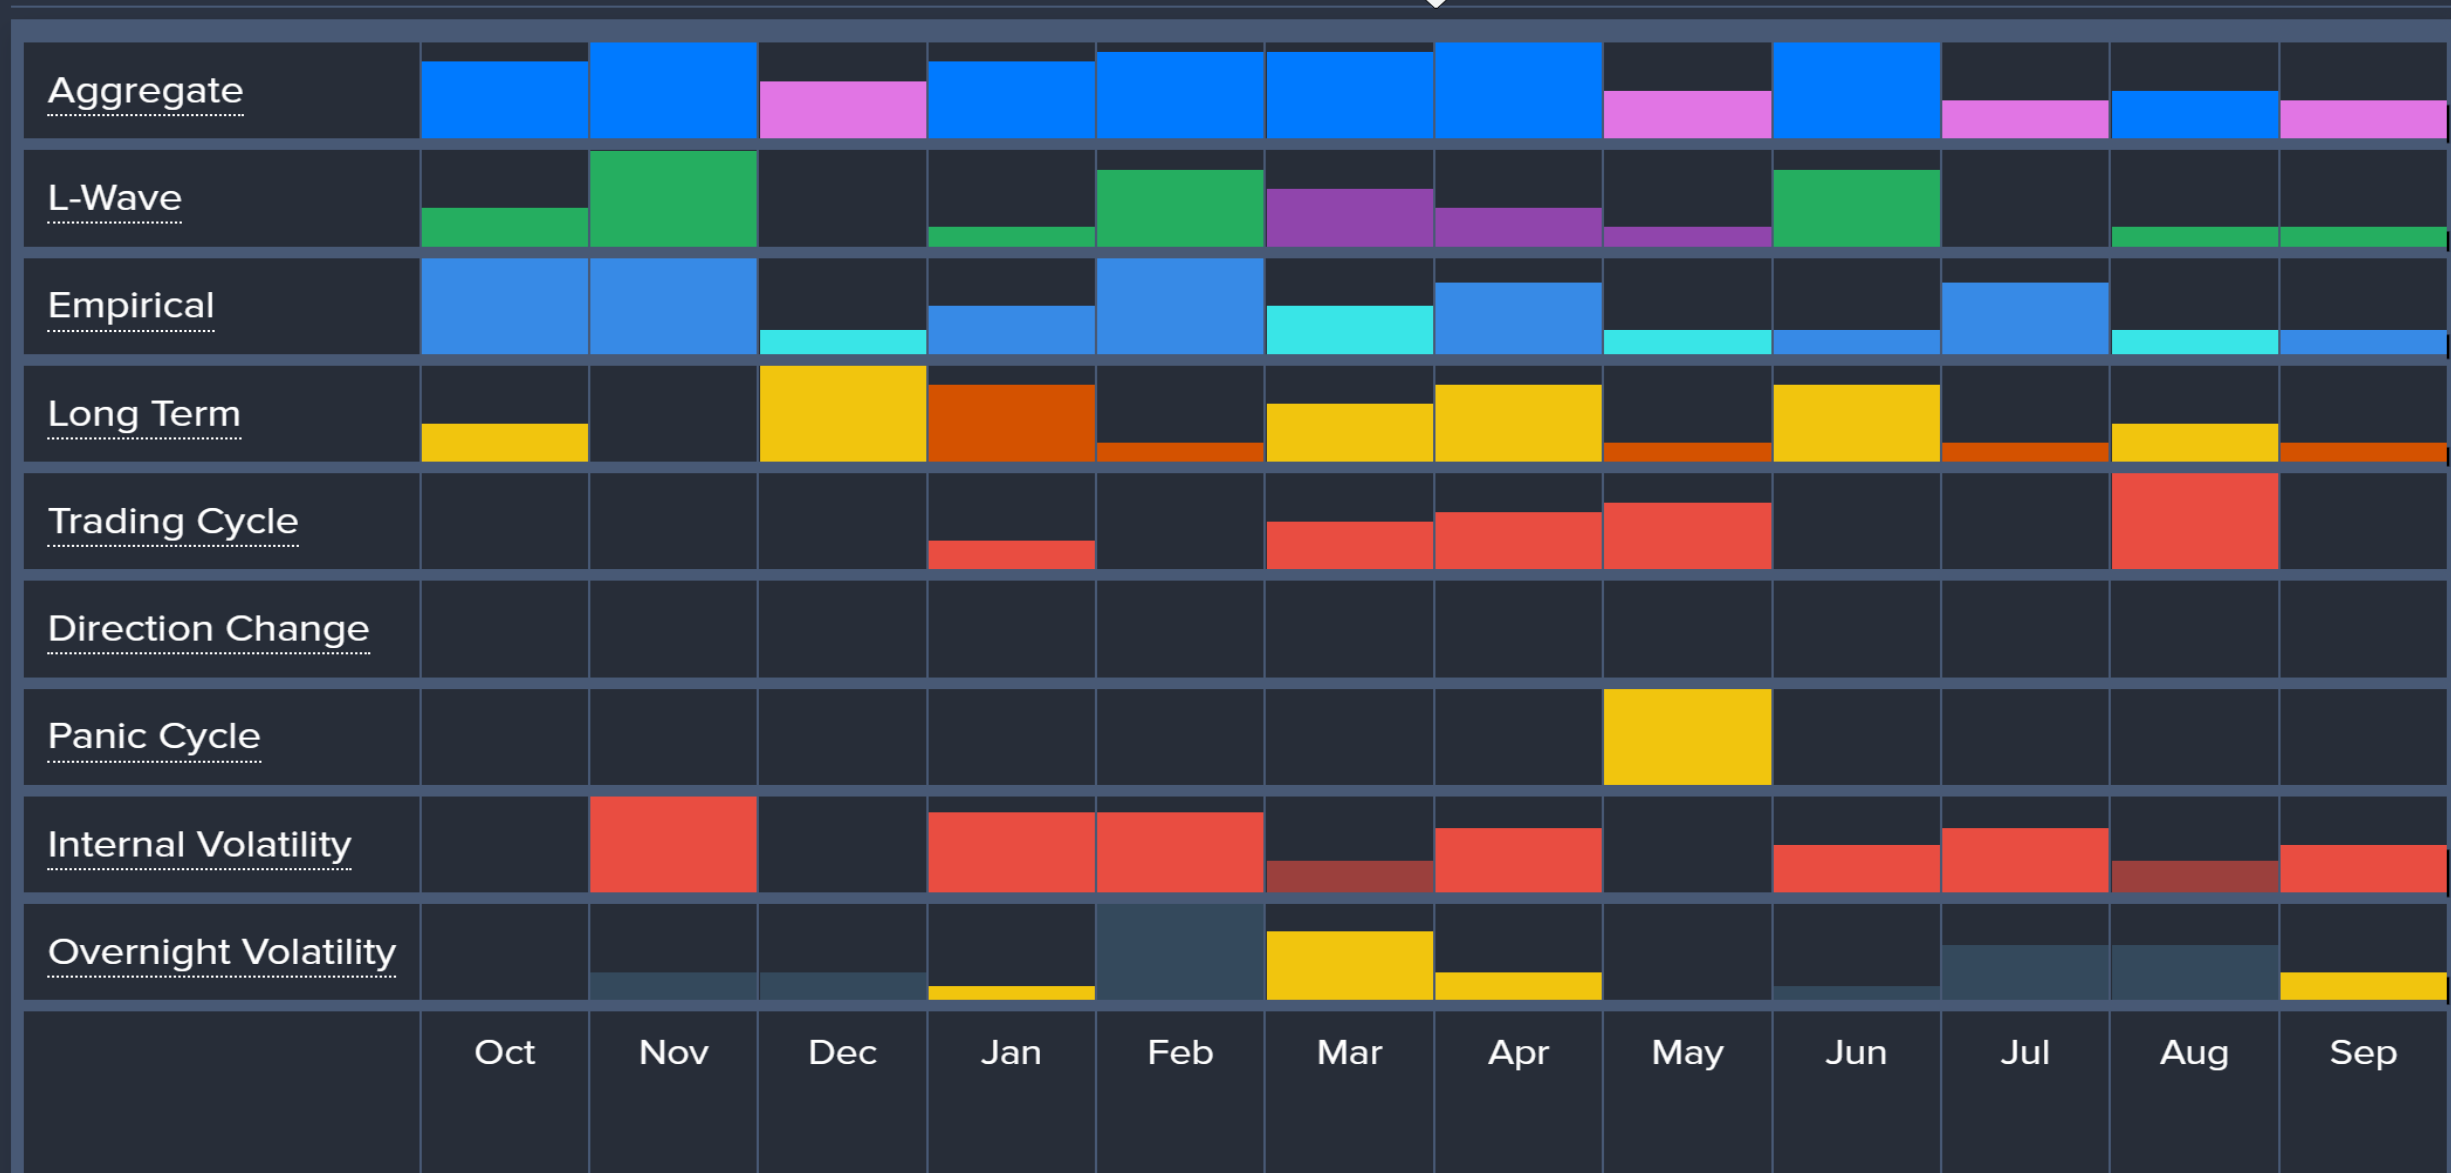 Aggregate
L-Wave
Empirical
Long Term
Trading Cycle
Direction Change
Panic Cycle
Internal Volatility
Overnight Volatility
Oct Nov Dec Jan Feb Mar Apr May Jun Jul Aug Sep